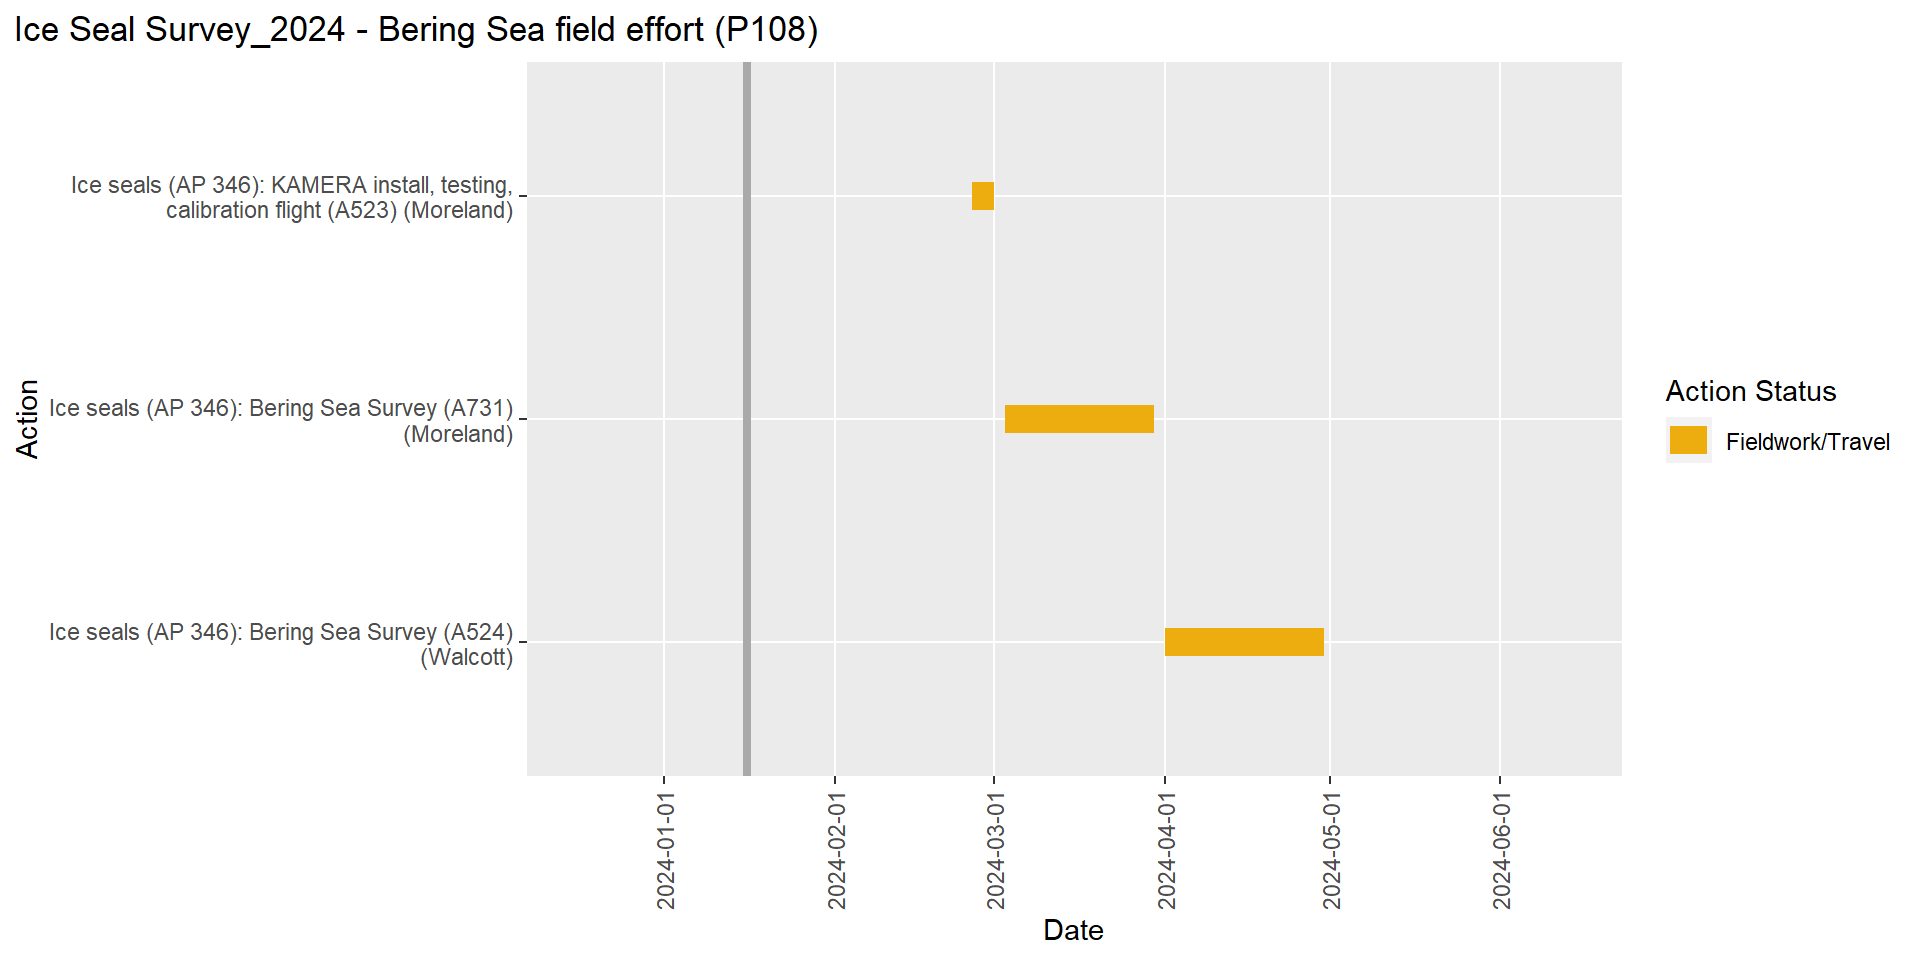 Ice Seal Survey_2024 - Bering Sea field effort (P108)
Action
Ice seals (AP 346): KAMERA install, testing,
calibration flight (A523) (Moreland)
Ice seals (AP 346): Bering Sea Survey (A731)
(Moreland)
Ice seals (AP 346): Bering Sea Survey (A524)
(Walcott)
2024-01-01
2024-02-01
2024-03-01
2024-04-01
2024-05-01
2024-06-01
Date
Action Status
Fieldwork/Travel